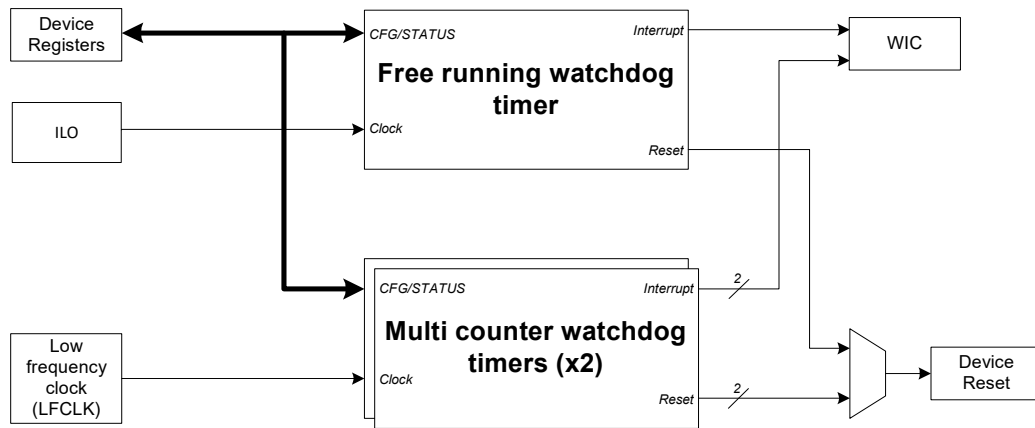 Device
Registers
CFG/STATUS
Interrupt
WIC
Free running watchdog
timer
ILO
Clock
Reset
CFG/STATUS
Interrupt
2
Multi counter watchdog
timers (x2)
Low
frequency
clock
(LFCLK)
Clock
Reset
2
Device
Reset